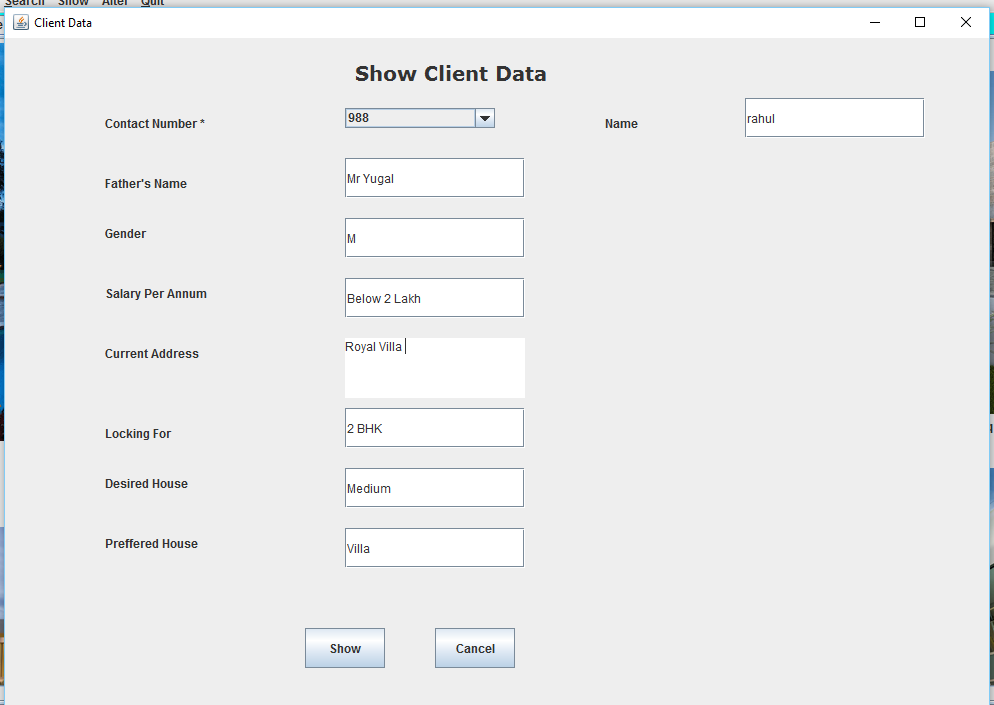 Search Show Alter Quit
Client Data
Show Client Data
Contact Number * 988 Name rahul
Father's Name Mr Yugal
Gender M
Salary Per Annum Below 2 Lakh
Current Address Royal Villa
Locking For 2 BHK
Desired House Medium
Preffered House Villa
Show Cancel